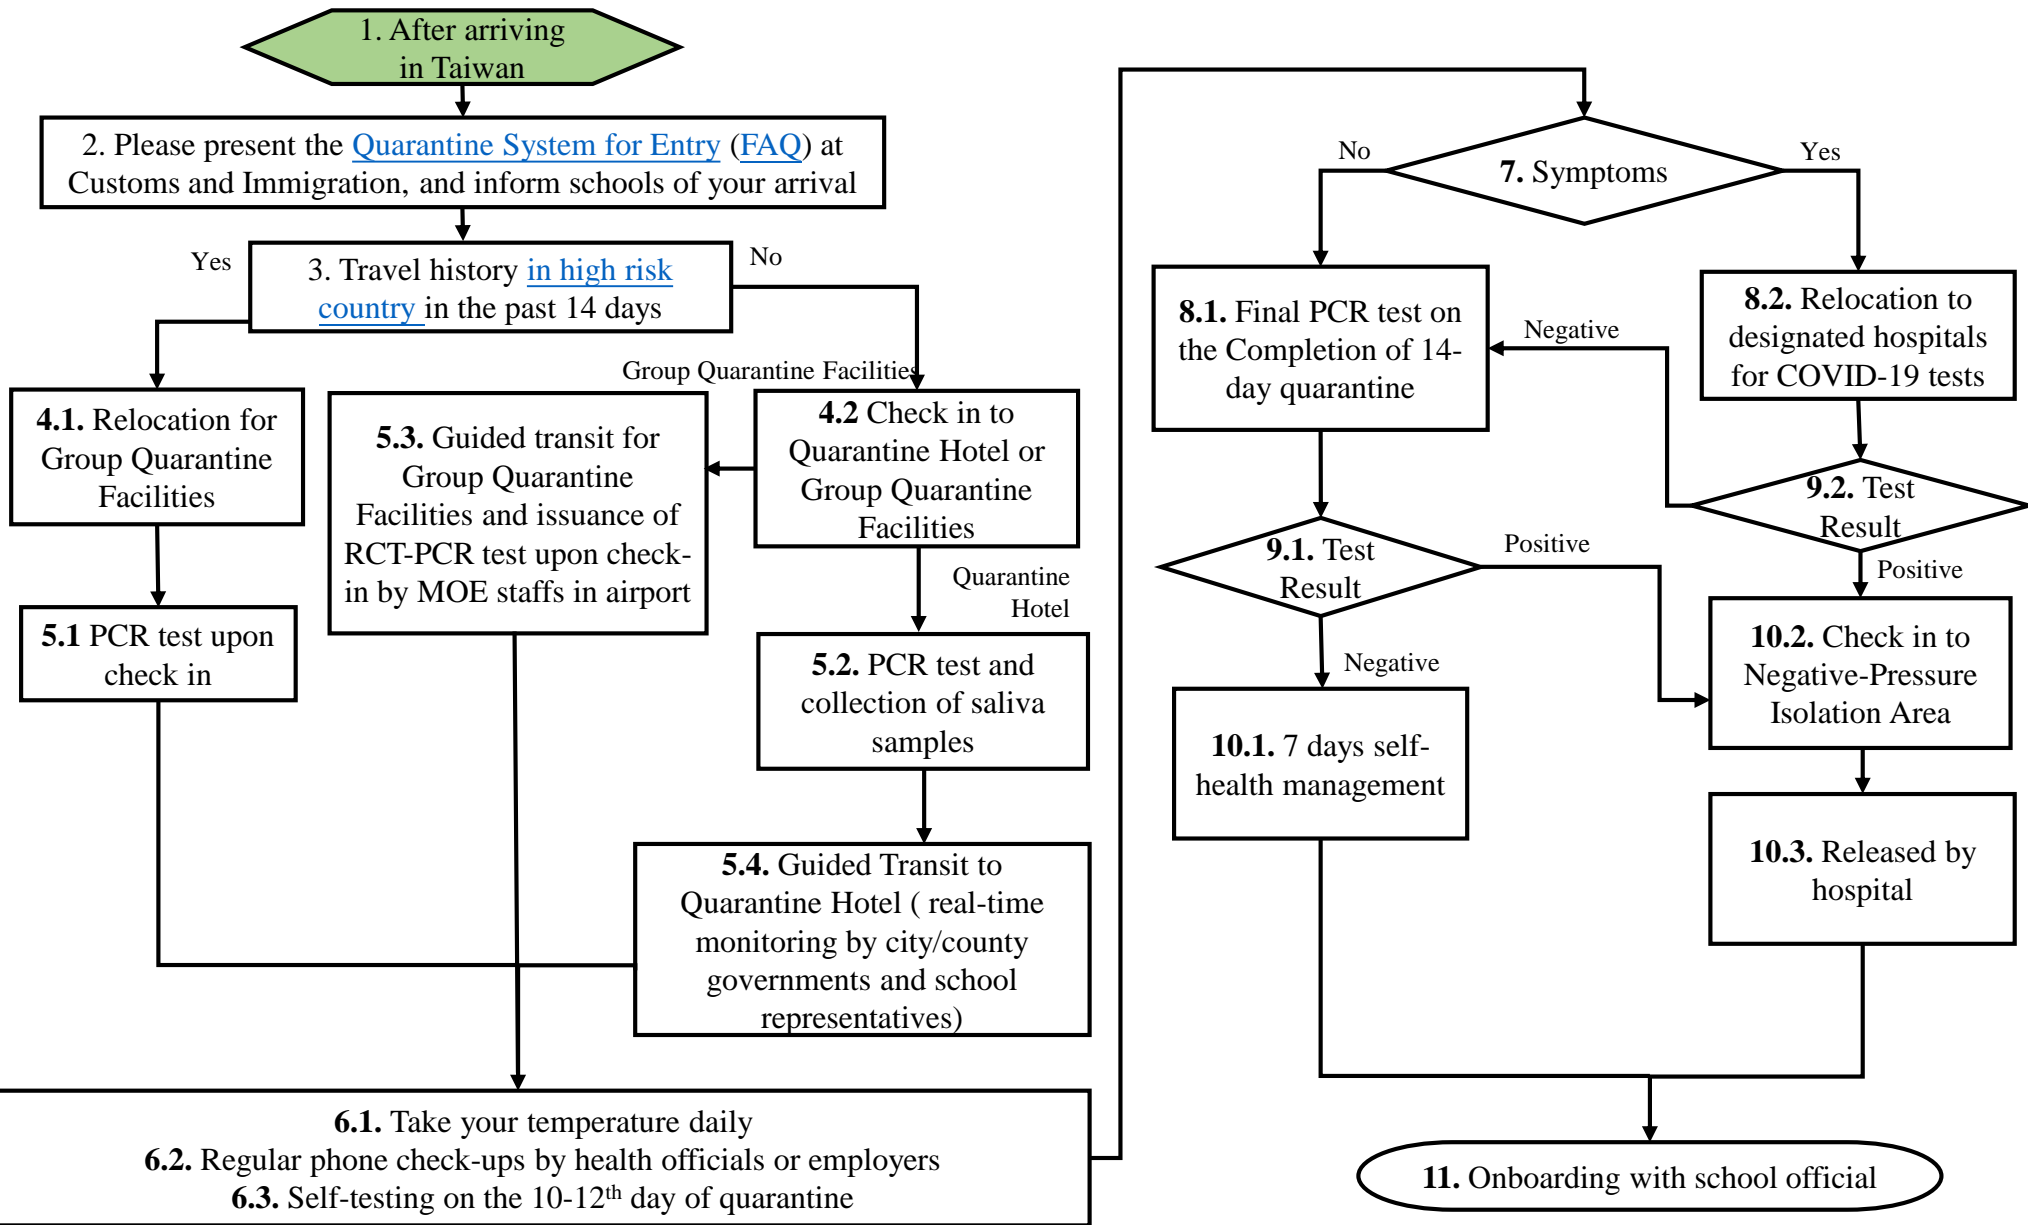 1. After arriving
in Taiwan
2. Please present the Quarantine System for Entry (FAQ) at
Customs and Immigration, and inform schools of your arrival
Yes
3. Travel history in high risk
country in the past 14 days
No
Group Quarantine Facilities
4.1. Relocation for
Group Quarantine
Facilities
5.3. Guided transit for
Group Quarantine
Facilities and issuance of
RCT-PCR test upon check-
in by MOE staffs in airport
4.2 Check in to
Quarantine Hotel or
Group Quarantine
Facilities
Quarantine
Hotel
5.1 PCR test upon
check in
5.2. PCR test and
collection of saliva
samples
5.4. Guided Transit to
Quarantine Hotel ( real-time
monitoring by city/county
governments and school
representatives)
6.1. Take your temperature daily
6.2. Regular phone check-ups by health officials or employers
6.3. Self-testing on the 10-12th day of quarantine
No
7. Symptoms
Yes
8.1. Final PCR test on
the Completion of 14-
day quarantine
Negative
8.2. Relocation to
designated hospitals
for COVID-19 tests
9.1. Test
Result
Positive
9.2. Test
Result
Positive
Negative
10.1. 7 days self-
health management
10.2. Check in to
Negative-Pressure
Isolation Area
10.3. Released by
hospital
11. Onboarding with school official